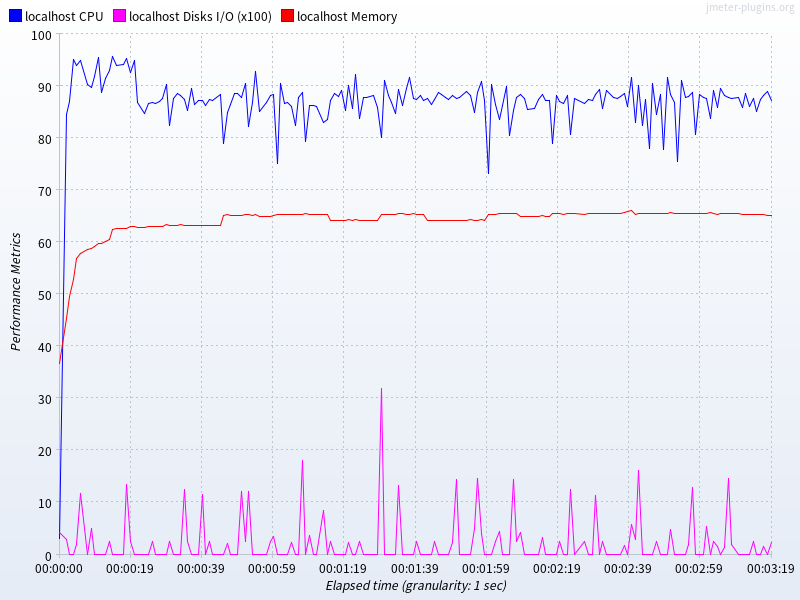 jmeter-plugins.org
localhost CPU localhost Disks I/O (x100) localhost Memory
100
90
80
70
60
50
40
30
20
10
0
Performance Metrics
00:00:00 00:00:19 00:00:39 00:00:59 00:01:19 00:01:39 00:01:59 00:02:19 00:02:39 00:02:59 00:03:19
Elapsed time (granularity: 1 sec)